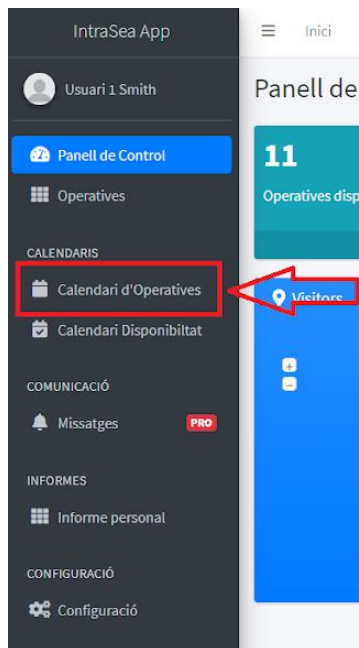 IntraSea App
Inici
Usuari 1 Smith
Panell de
Panell de Control
11
Operatives
Operatives disp
CALENDARIS
Calendari d'Operatives
Visitors
Calendari Disponibiltat
+
−
COMUNICACIÓ
Missatges PRO
INFORMES
Informe personal
CONFIGURACIÓ
Configuració